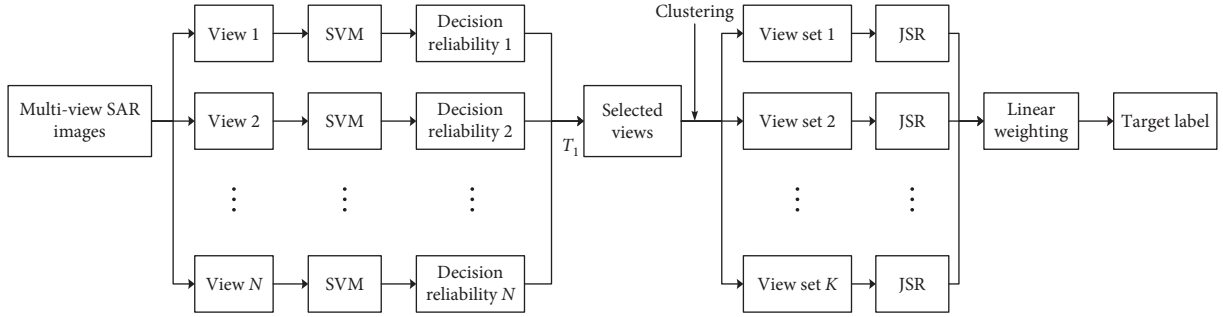 Clustering
View 1
SVM
Decision
reliability 1
View set 1
JSR
Multi-view SAR
images
View 2
SVM
Decision
reliability 2
T1
Selected
views
View set 2
JSR
Linear
weighting
Target label
View N
SVM
Decision
reliability N
View set K
JSR